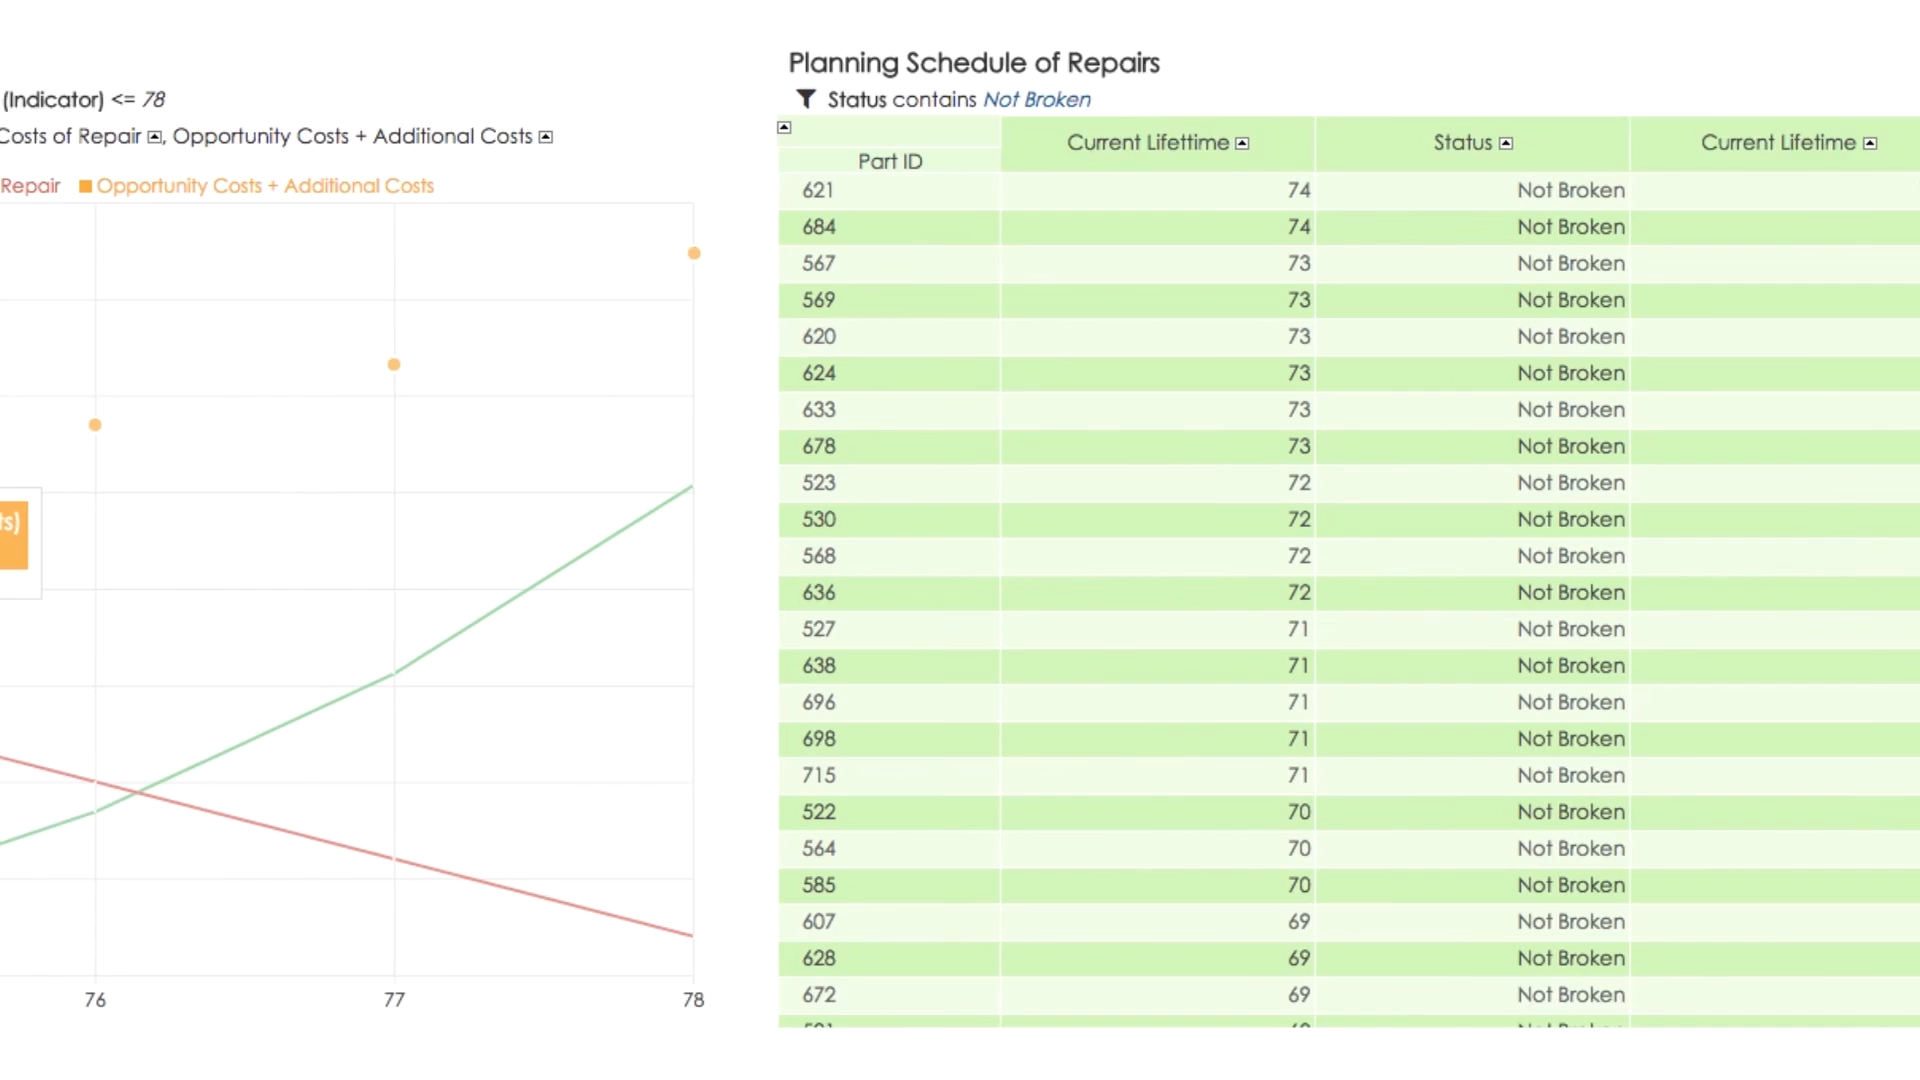 (Indicator) <= 78
Costs of Repair, Opportunity Costs + Additional Costs
Repair Opportunity Costs + Additional Costs
ts)
76 77 78
Planning Schedule of Repairs
Status contains Not Broken
Part ID Current Lifettime Status Current Lifetime
621 74 Not Broken
684 74 Not Broken
567 73 Not Broken
569 73 Not Broken
620 73 Not Broken
624 73 Not Broken
633 73 Not Broken
678 73 Not Broken
523 72 Not Broken
530 72 Not Broken
568 72 Not Broken
636 72 Not Broken
527 71 Not Broken
638 71 Not Broken
696 71 Not Broken
698 71 Not Broken
715 71 Not Broken
522 70 Not Broken
564 70 Not Broken
585 70 Not Broken
607 69 Not Broken
628 69 Not Broken
672 69 Not Broken